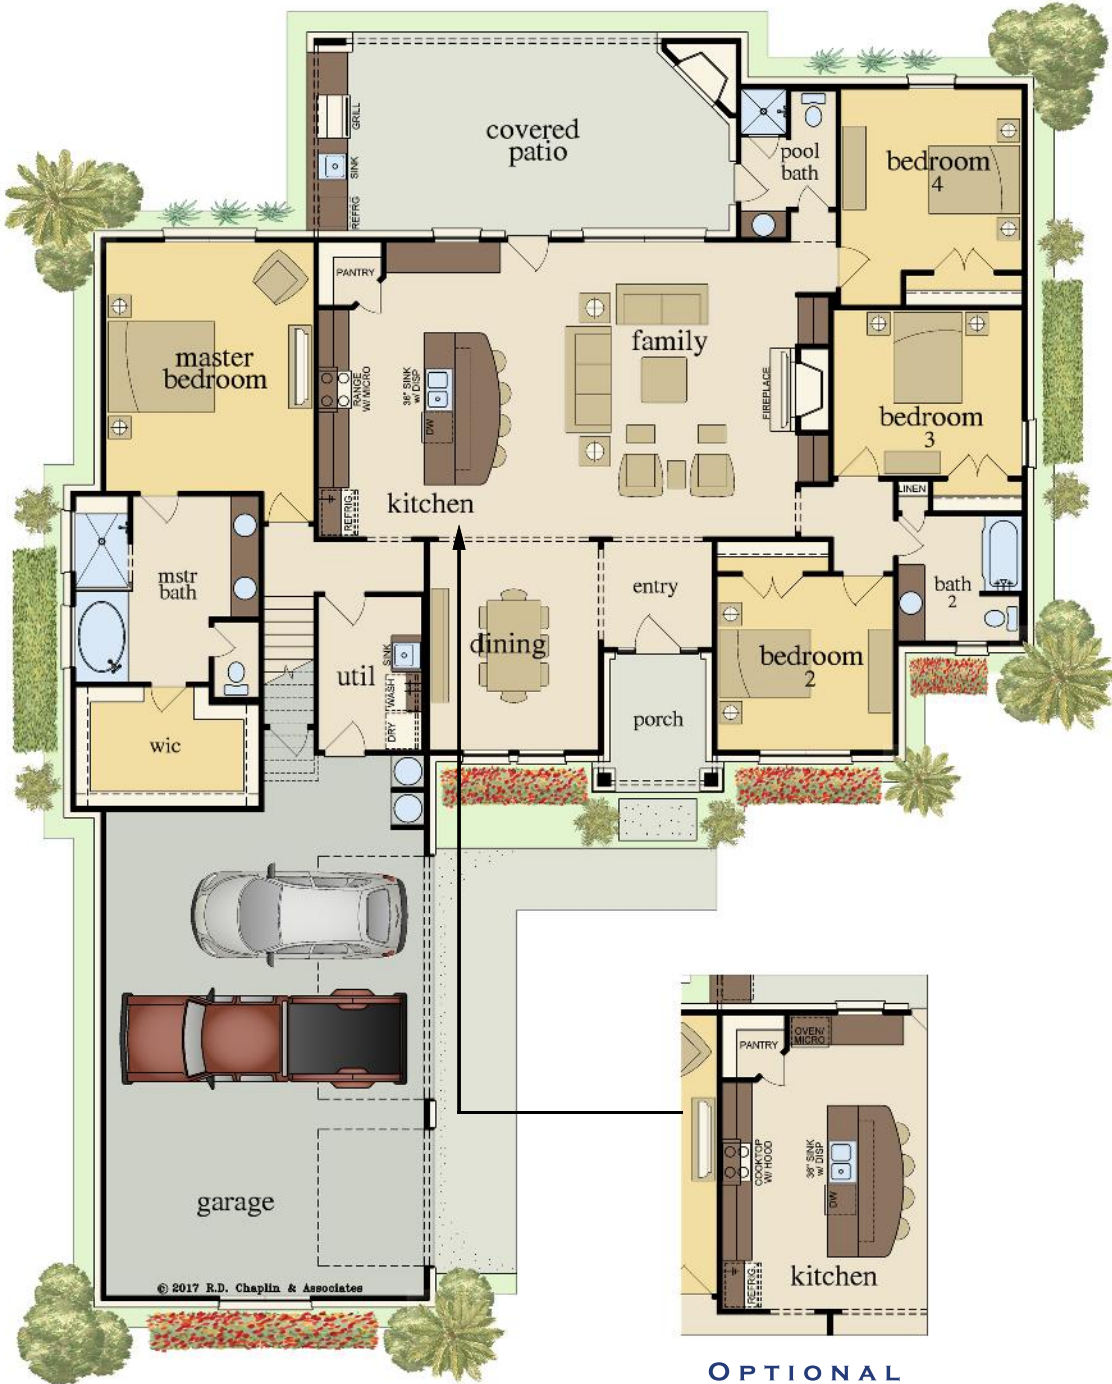 covered
patio
GRILL
SINK
REFRG
pool
bath
bedroom
4
PANTRY
master
bedroom
RANGE
W/ MICRO
36" SINK
w/ DISP
DW
REFRIG.
kitchen
family
FIREPLACE
bedroom
3
LINEN
bath
2
mstr
bath
wic
util
SINK
WASH
DRY
dining
entry
porch
bedroom
2
garage
© 2017 R.D. Chaplin & Associates
PANTRY
OVEN/
MICRO
COOKTOP
W/ HOOD
36" SINK
w/ DISP
DW
REFRIG.
kitchen
OPTIONAL